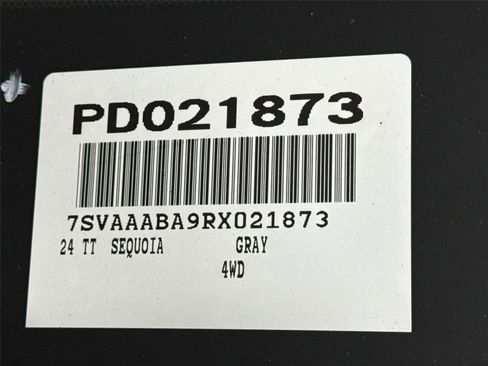 PD021873
7SVAAABA9RX021873
24 TT SEQUOIA GRAY
4WD